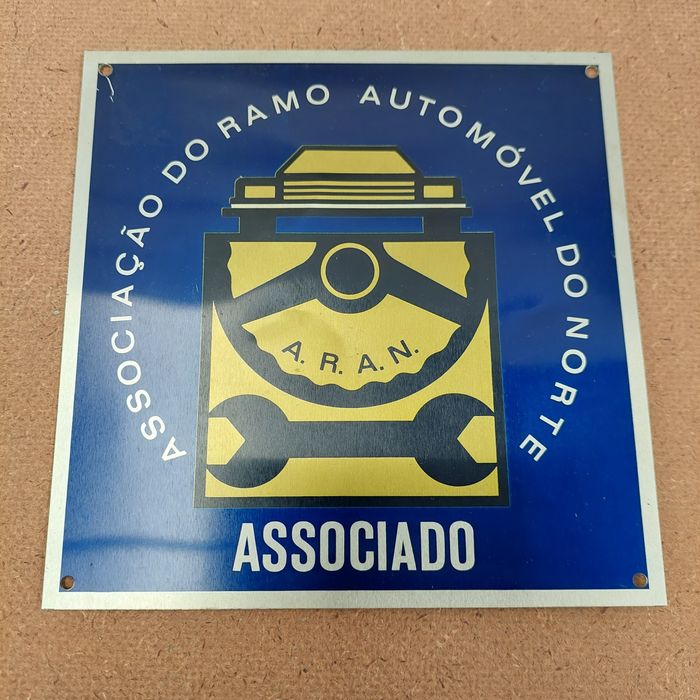 ASSOCIAÇÃO DO RAMO AUTOMÓVEL DO NORTE
A. R. A. N.
ASSOCIADO